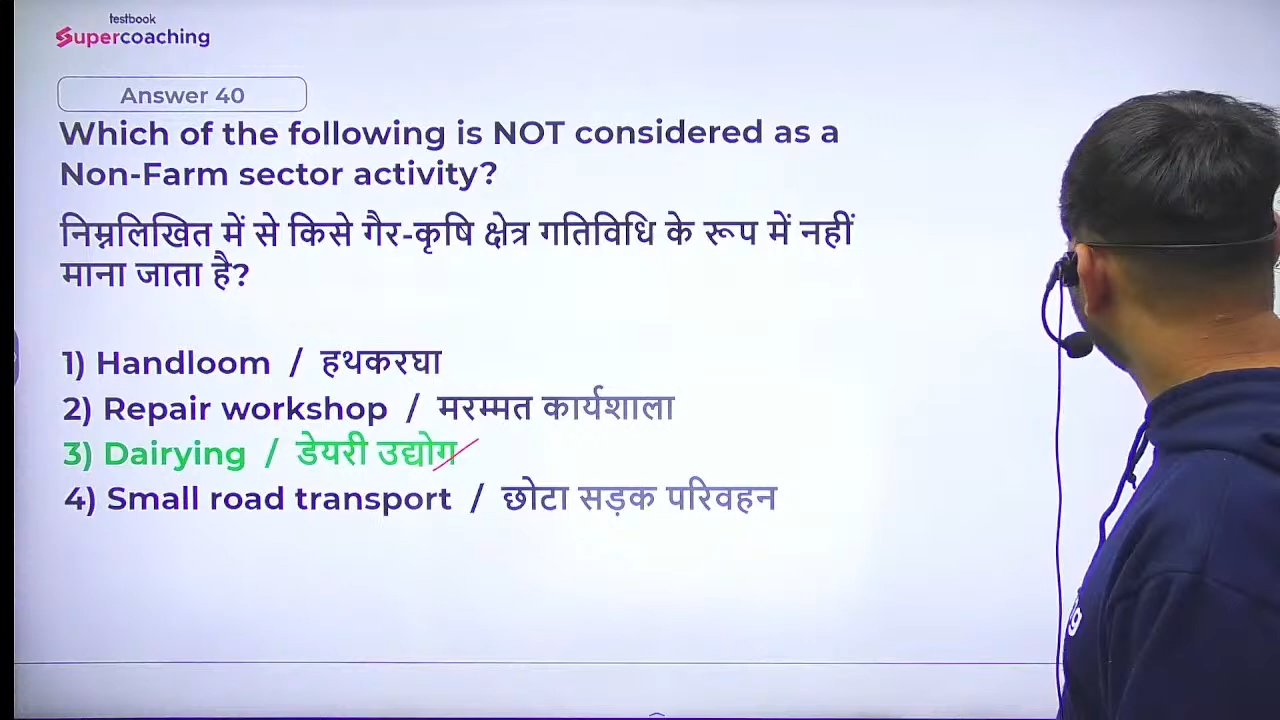 testbook
Supercoaching
Answer 40
Which of the following is NOT considered as a
Non-Farm sector activity?
निम्नलिखित में से किसे गैर-कृषि क्षेत्र गतिविधि के रूप में नहीं
माना जाता है?
1) Handloom / हथकरघा
2) Repair workshop / मरम्मत कार्यशाला
3) Dairying / डेयरी उद्योग
4) Small road transport / छोटा सड़क परिवहन